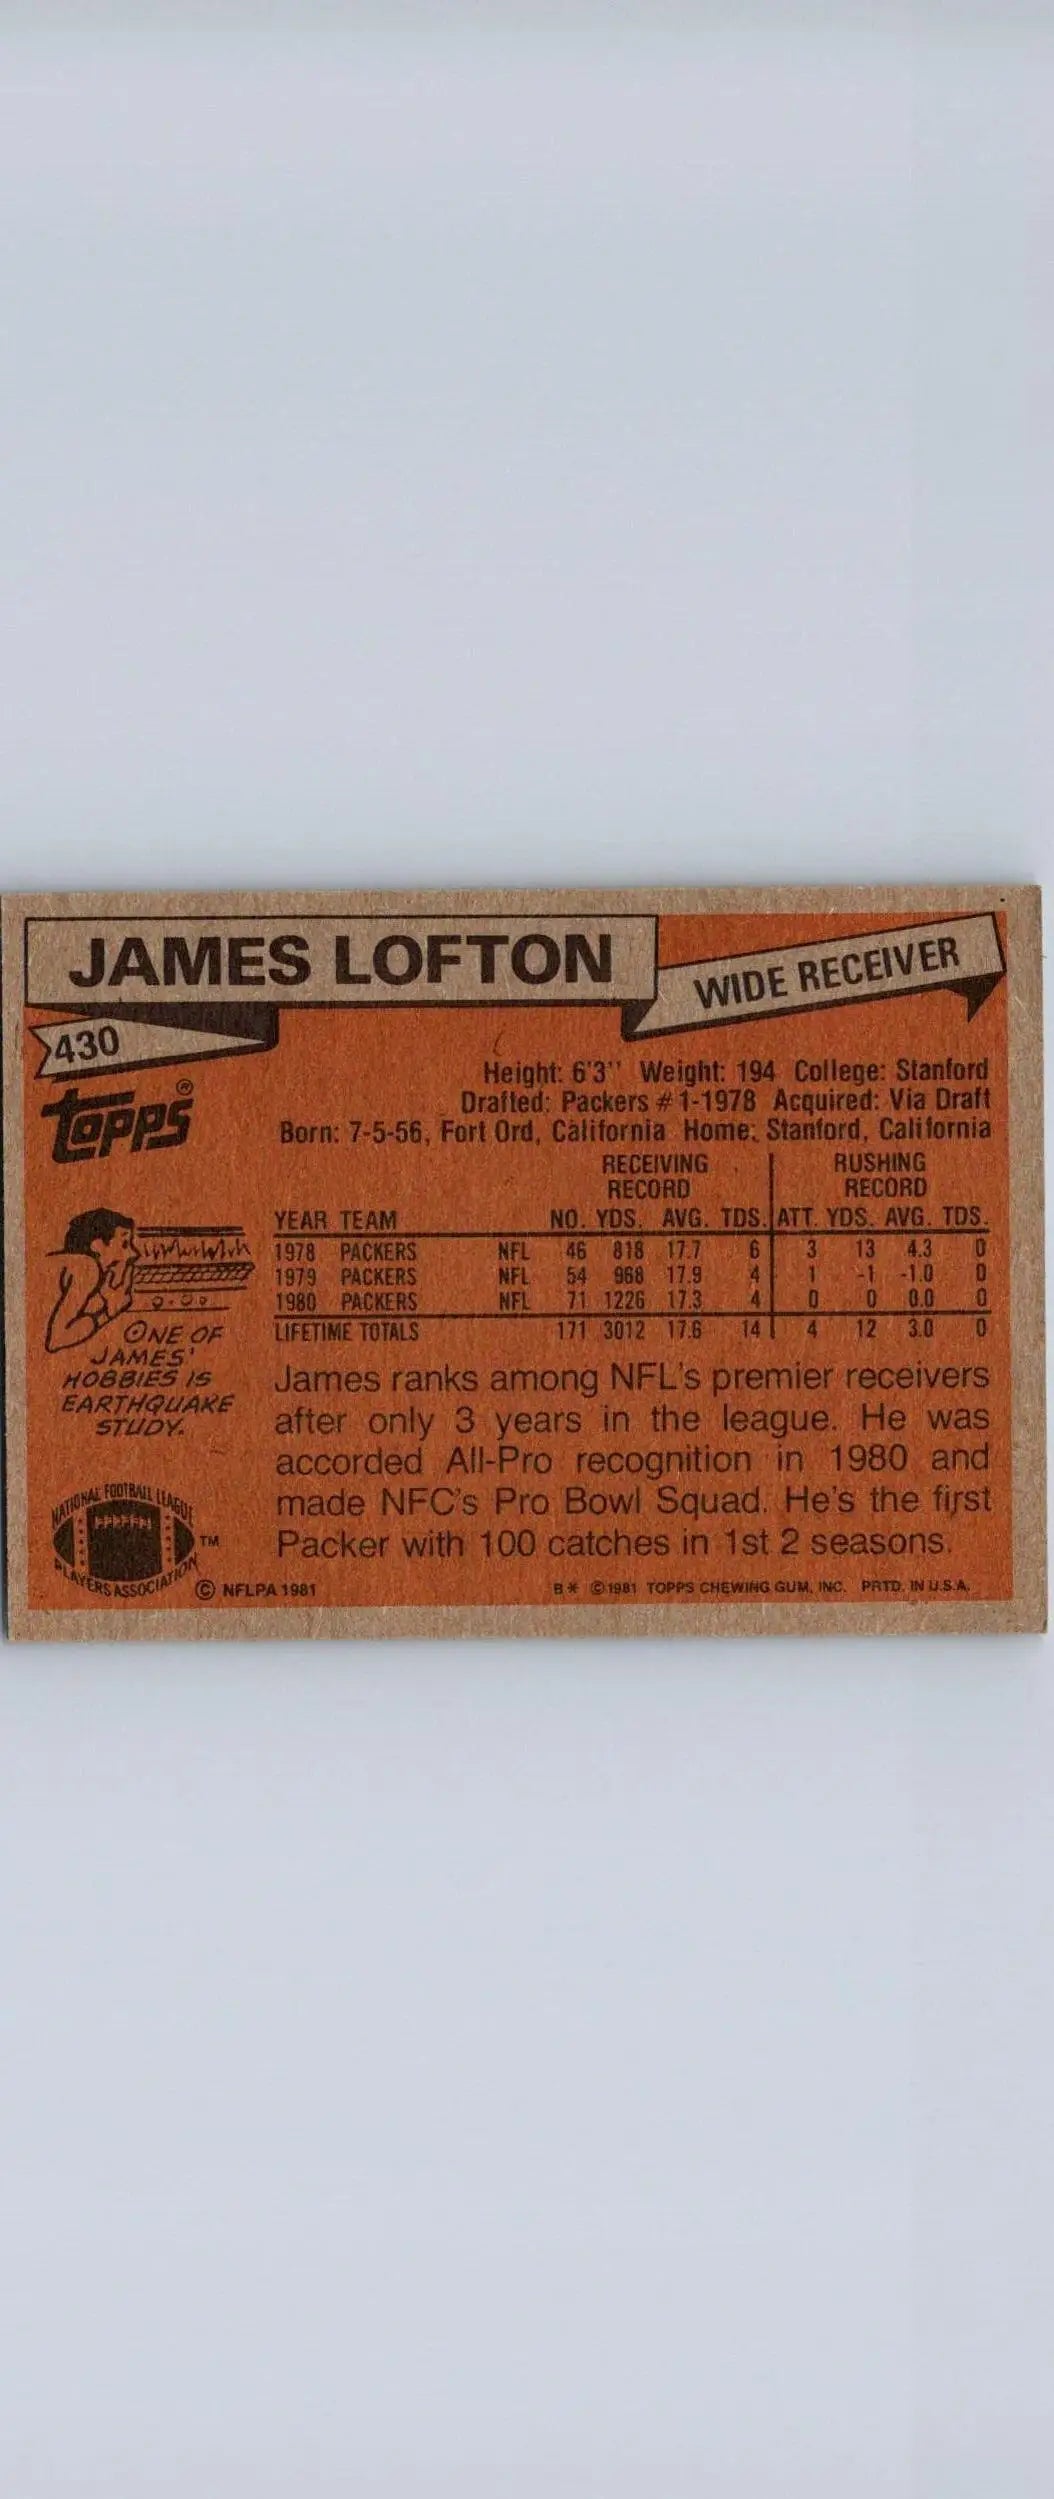 JAMES LOFTON
WIDE RECEIVER
430
topps®
Height: 6'3" Weight: 194 College: Stanford
Drafted: Packers #1-1978 Acquired: Via Draft
Born: 7-5-56, Fort Ord, California Home: Stanford, California
RECEIVING RECORD RUSHING RECORD
YEAR TEAM NO. YDS. AVG. TDS. ATT. YDS. AVG. TDS.
1978 PACKERS NFL 46 818 17.7 6 3 13 4.3 0
1979 PACKERS NFL 54 968 17.9 4 1 -1 -1.0 0
1980 PACKERS NFL 71 1226 17.3 4 0 0 0.0 0
LIFETIME TOTALS 171 3012 17.6 14 4 12 3.0 0
ONE OF
JAMES'
HOBBIES IS
EARTHQUAKE
STUDY.
James ranks among NFL's premier receivers
after only 3 years in the league. He was
accorded All-Pro recognition in 1980 and
made NFC's Pro Bowl Squad. He's the first
Packer with 100 catches in 1st 2 seasons.
NATIONAL FOOTBALL LEAGUE
PLAYERS ASSOCIATION
TM
© NFLPA 1981
B* ©1981 TOPPS CHEWING GUM, INC. PRTD. IN U.S.A.